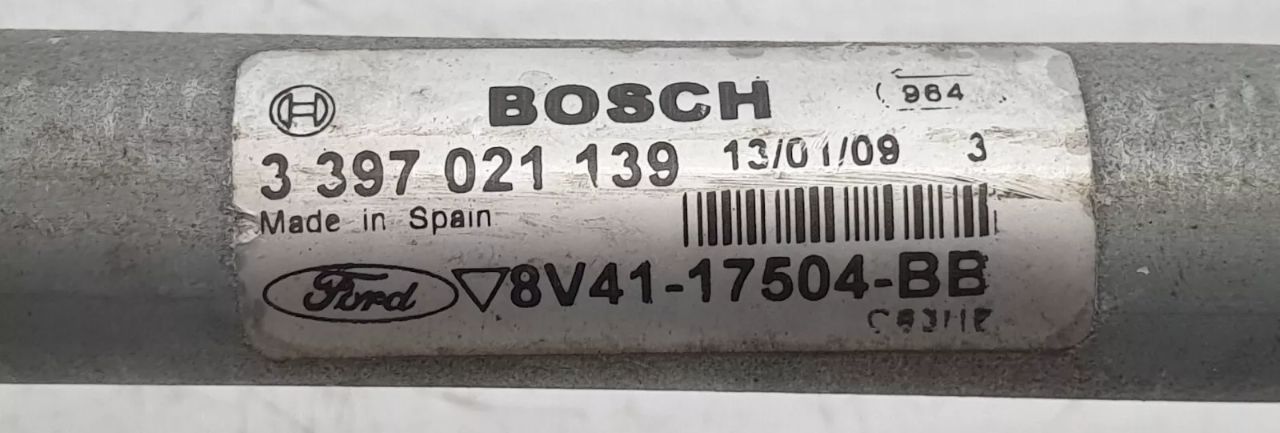 BOSCH
964
3 397 021 139
13/01/09 3
Made in Spain
Ford
8V41-17504-BB